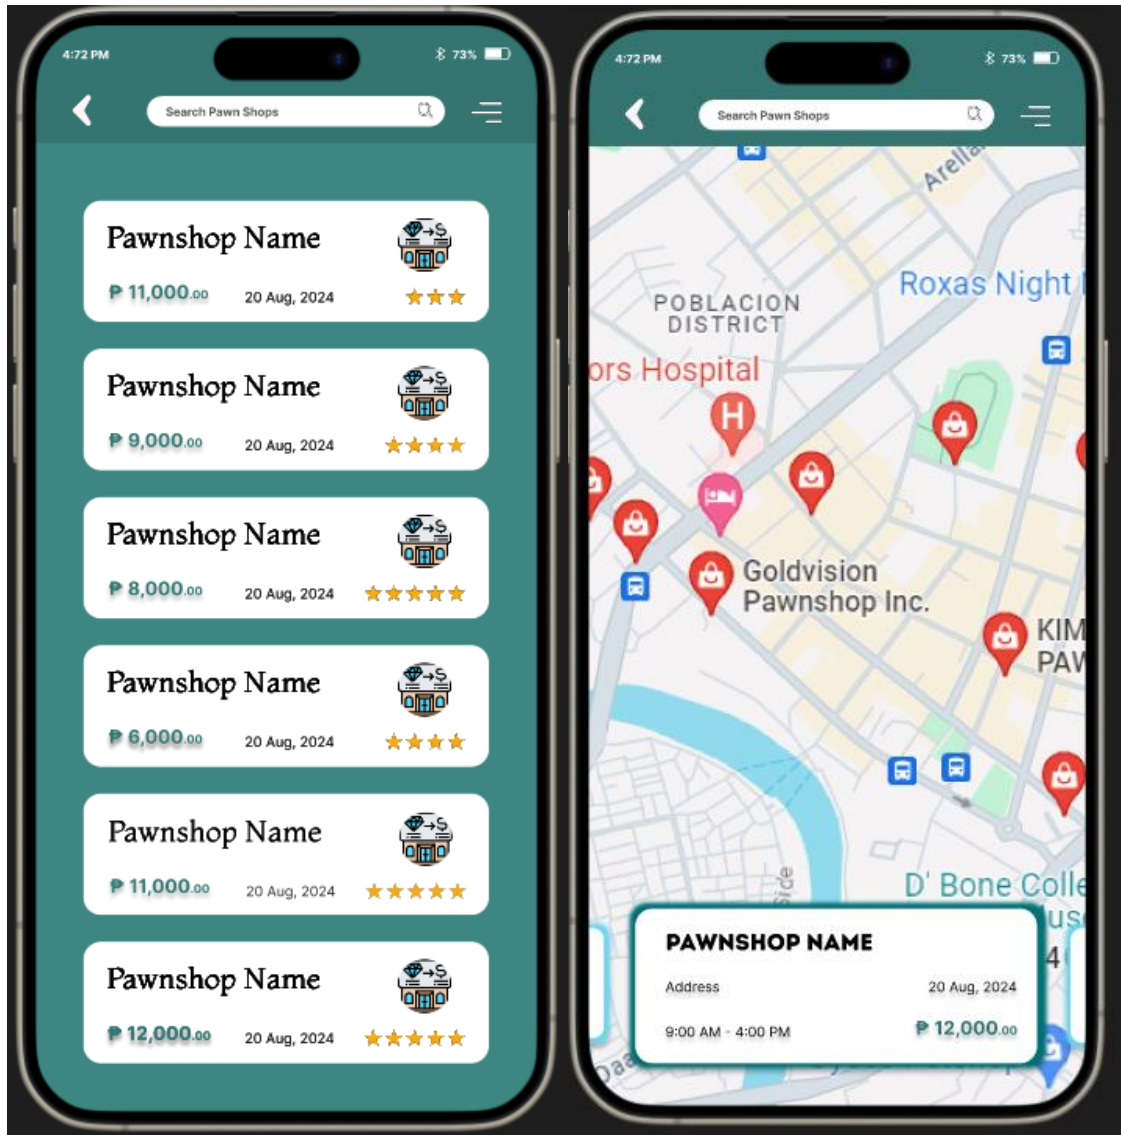 4:72 PM
73%
Search Pawn Shops
Pawnshop Name
₱ 11,000.00
20 Aug, 2024
Pawnshop Name
₱ 9,000.00
20 Aug, 2024
Pawnshop Name
₱ 8,000.00
20 Aug, 2024
Pawnshop Name
₱ 6,000.00
20 Aug, 2024
Pawnshop Name
₱ 11,000.00
20 Aug, 2024
Pawnshop Name
₱ 12,000.00
20 Aug, 2024
4:72 PM
73%
Search Pawn Shops
Arella
Roxas Night
POBLACION
DISTRICT
ors Hospital
H
Goldvision
Pawnshop Inc.
KIM
PAW
Side
D' Bone Colle
us
4
PAWNSHOP NAME
Address
20 Aug, 2024
9:00 AM - 4:00 PM
₱ 12,000.00
Daa